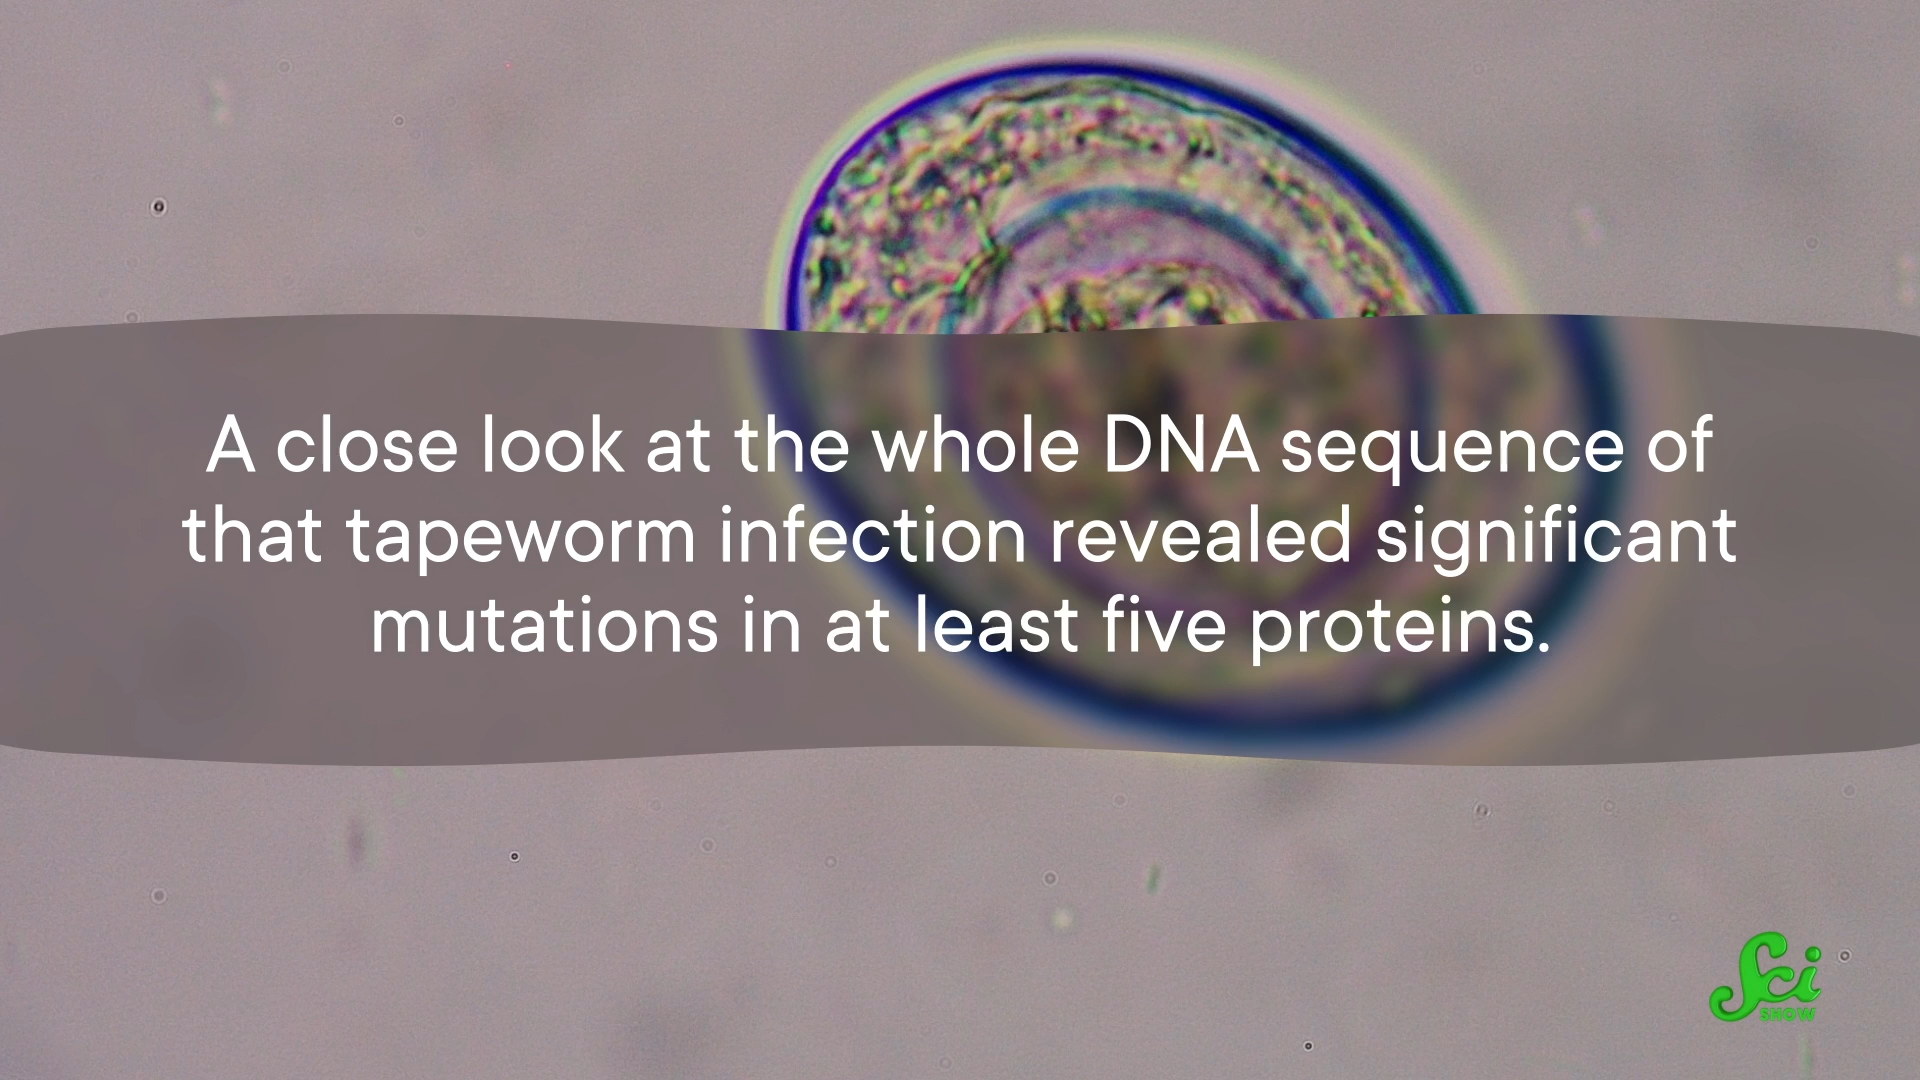 A close look at the whole DNA sequence of
that tapeworm infection revealed significant
mutations in at least five proteins.
Sci
SHOW